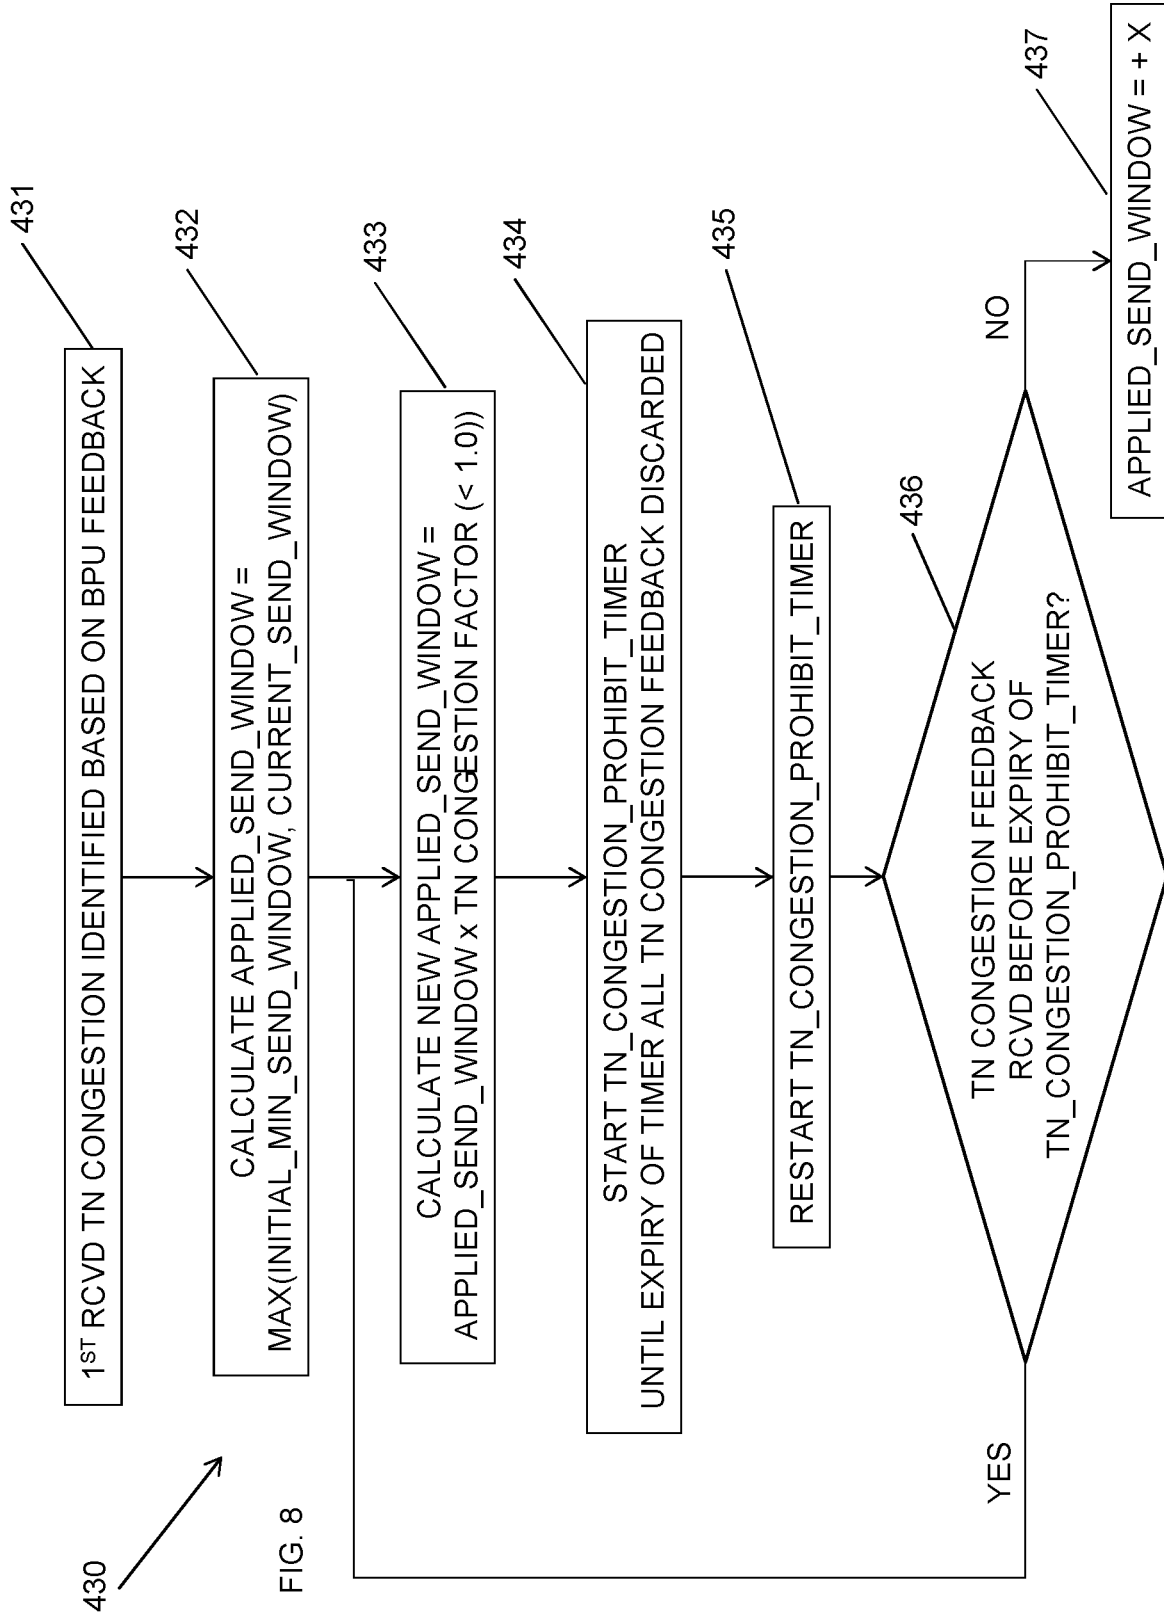 430
FIG. 8
1ST RCVD TN CONGESTION IDENTIFIED BASED ON BPU FEEDBACK
431
CALCULATE APPLIED_SEND_WINDOW =
MAX(INITIAL_MIN_SEND_WINDOW, CURRENT_SEND_WINDOW)
432
CALCULATE NEW APPLIED_SEND_WINDOW =
APPLIED_SEND_WINDOW x TN CONGESTION FACTOR (< 1.0))
433
START TN_CONGESTION_PROHIBIT_TIMER
UNTIL EXPIRY OF TIMER ALL TN CONGESTION FEEDBACK DISCARDED
434
RESTART TN_CONGESTION_PROHIBIT_TIMER
435
TN CONGESTION FEEDBACK
RCVD BEFORE EXPIRY OF
TN_CONGESTION_PROHIBIT_TIMER?
436
YES
NO
APPLIED_SEND_WINDOW = + X
437